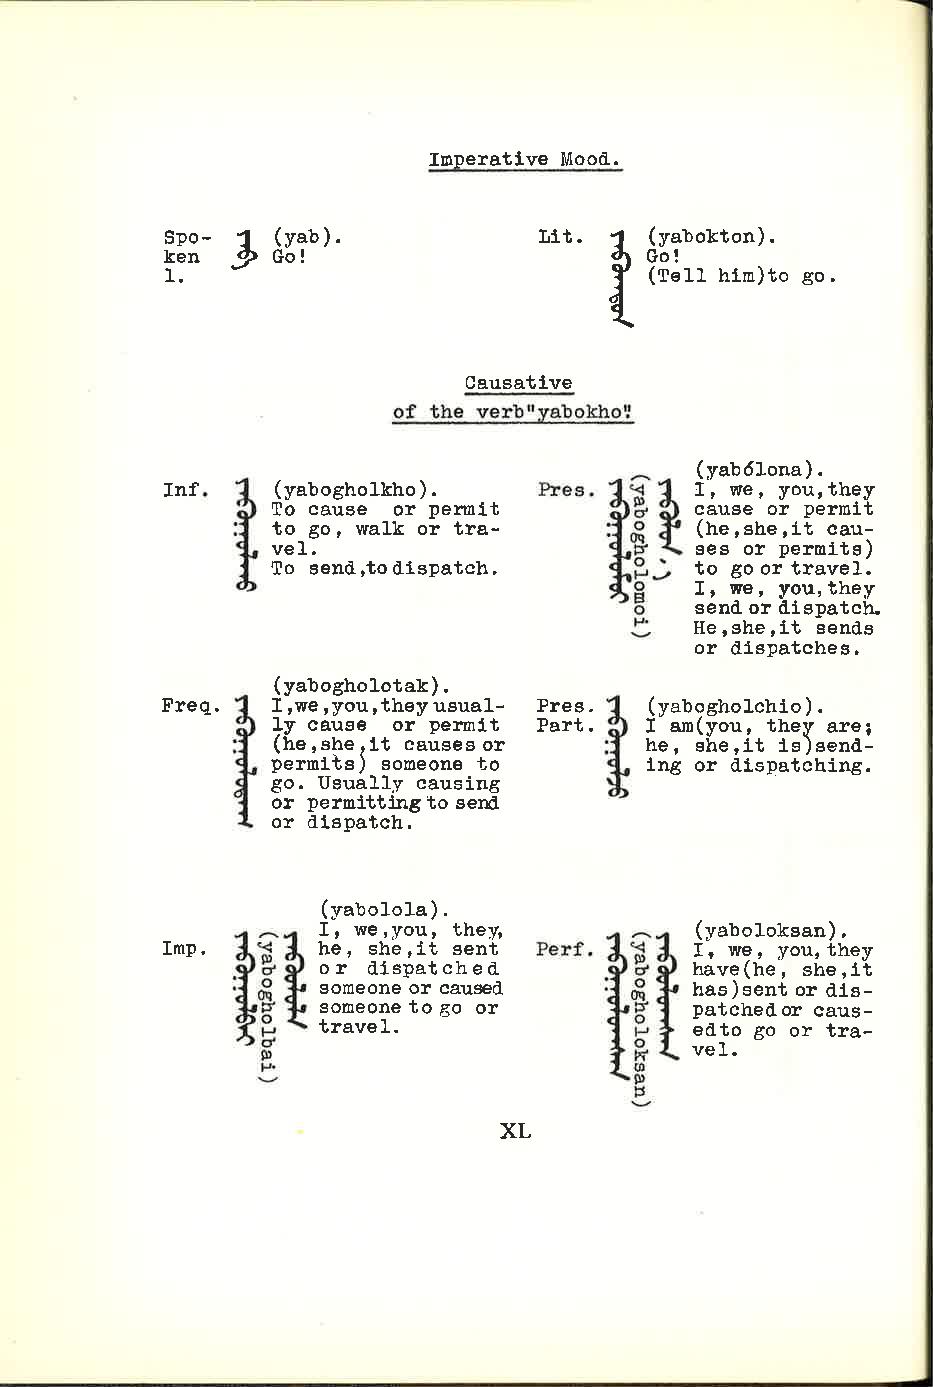 Imperative Mood.
Spo-
ken
l.
ᠶᠠᠪ
(yab).
Go!
Lit.
ᠶᠠᠪᠤᠭᠲᠤᠨ
(yabokton).
Go!
(Tell him)to go.
Causative
of the verb"yabokho".
Inf.
ᠶᠠᠪᠤᠭᠤᠯᠬᠤ
(yabogholkho).
To cause or permit
to go, walk or tra-
vel.
To send,to dispatch.
Pres.
ᠶᠠᠪᠤᠭᠤᠯᠤᠮᠤᠢ
(yabogholomoi)
(yabólona).
I, we, you,they
cause or permit
(he,she,it cau-
ses or permits)
to go or travel.
I, we, you,they
send or dispatch.
He,she,it sends
or dispatches.
Freq.
ᠶᠠᠪᠤᠭᠤᠯᠳᠠᠭ
(yabogholotak).
I,we,you,they usual-
ly cause or permit
(he,she,it causes or
permits) someone to
go. Usually causing
or permitting to send
or dispatch.
Pres.
Part.
ᠶᠠᠪᠤᠭᠤᠯᠵᠤ
(yabogholchio).
I am(you, they are;
he, she,it is)send-
ing or dispatching.
Imp.
ᠶᠠᠪᠤᠭᠤᠯᠪᠠᠢ
(yabogholbai)
(yabolola).
I, we,you, they,
he, she,it sent
or dispatched
someone or caused
someone to go or
travel.
Perf.
ᠶᠠᠪᠤᠭᠤᠯᠤᠭᠰᠠᠨ
(yabogholoksan)
(yaboloksan).
I, we, you,they
have(he, she,it
has)sent or dis-
patched or caus-
ed to go or tra-
vel.
XL